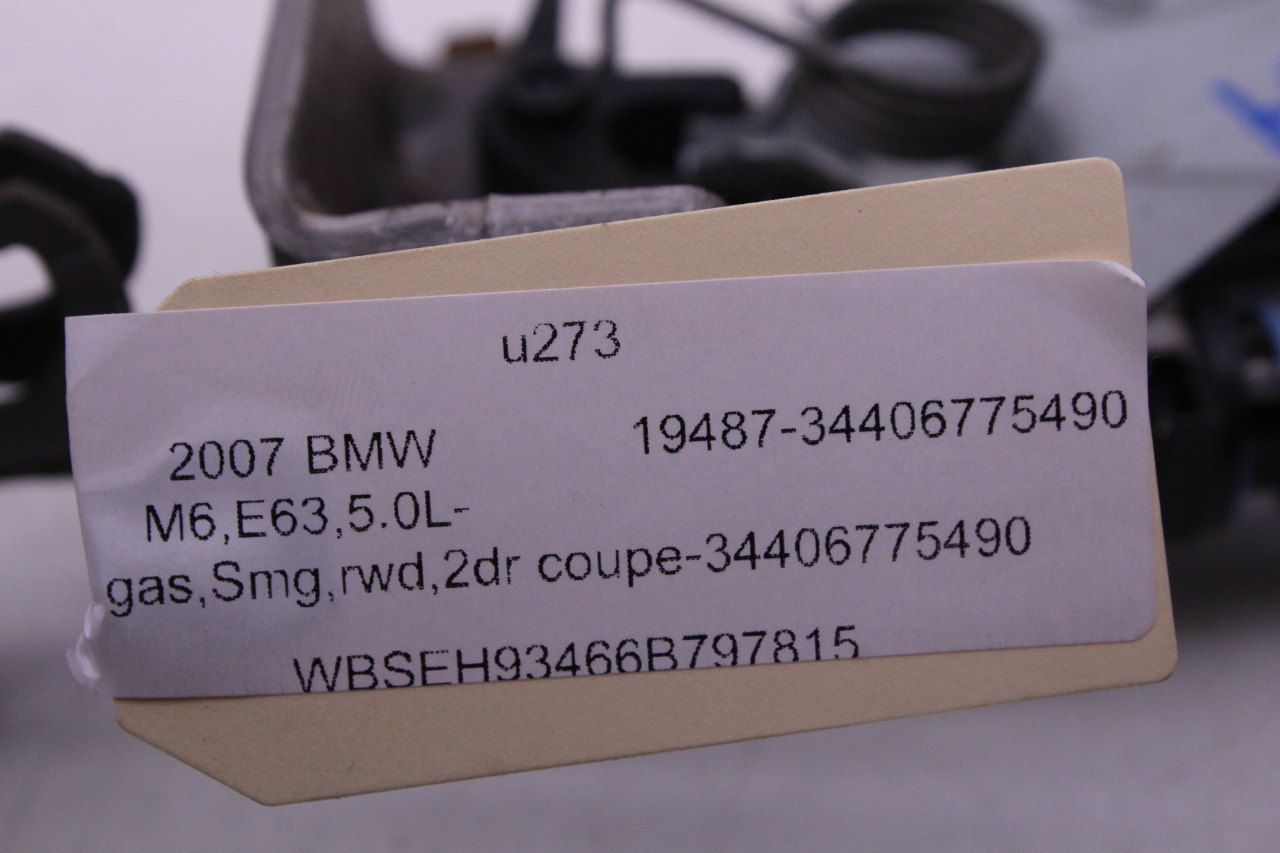 u273
19487-34406775490
2007 BMW
M6,E63,5.0L-
gas,Smg,rwd,2dr coupe-34406775490
WBSEH93466B797815